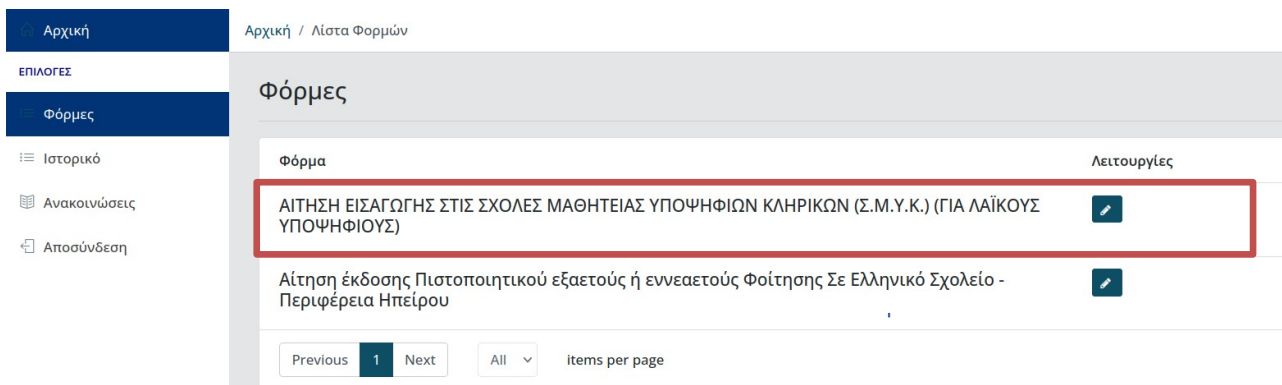 Αρχική
Αρχική / Λίστα Φορμών
ΕΠΙΛΟΓΕΣ
Φόρμες
Φόρμες
Ιστορικό
Ανακοινώσεις
Αποσύνδεση
Φόρμα Λειτουργίες
ΑΙΤΗΣΗ ΕΙΣΑΓΩΓΗΣ ΣΤΙΣ ΣΧΟΛΕΣ ΜΑΘΗΤΕΙΑΣ ΥΠΟΨΗΦΙΩΝ ΚΛΗΡΙΚΩΝ (Σ.Μ.Υ.Κ.) (ΓΙΑ ΛΑΪΚΟΥΣ
ΥΠΟΨΗΦΙΟΥΣ)
Αίτηση έκδοσης Πιστοποιητικού εξαετούς ή εννεαετούς Φοίτησης Σε Ελληνικό Σχολείο -
Περιφέρεια Ηπείρου
Previous 1 Next All items per page